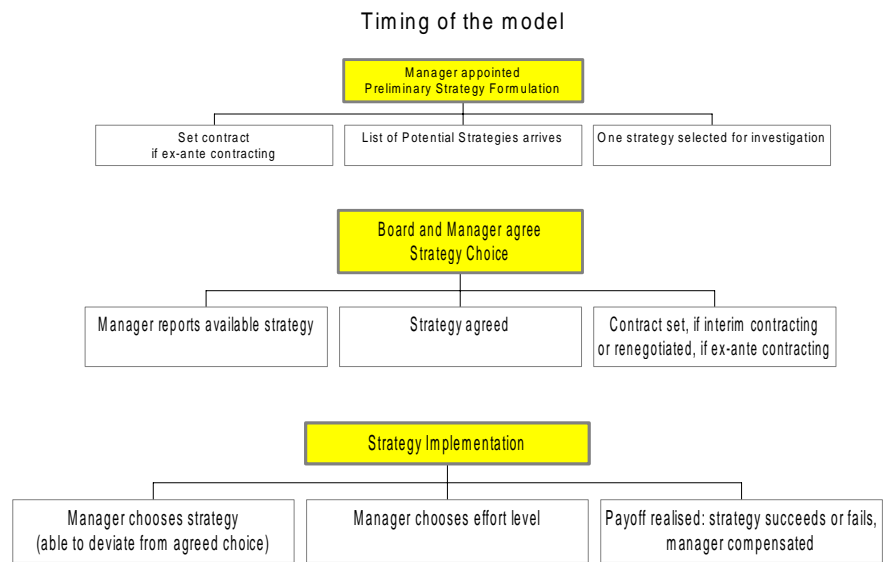 Timing of the model
Manager appointed
Preliminary Strategy Formulation
Set contract
if ex-ante contracting
List of Potential Strategies arrives
One strategy selected for investigation
Board and Manager agree
Strategy Choice
Manager reports available strategy
Strategy agreed
Contract set, if interim contracting
or renegotiated, if ex-ante contracting
Strategy Implementation
Manager chooses strategy
(able to deviate from agreed choice)
Manager chooses effort level
Payoff realised: strategy succeeds or fails,
manager compensated